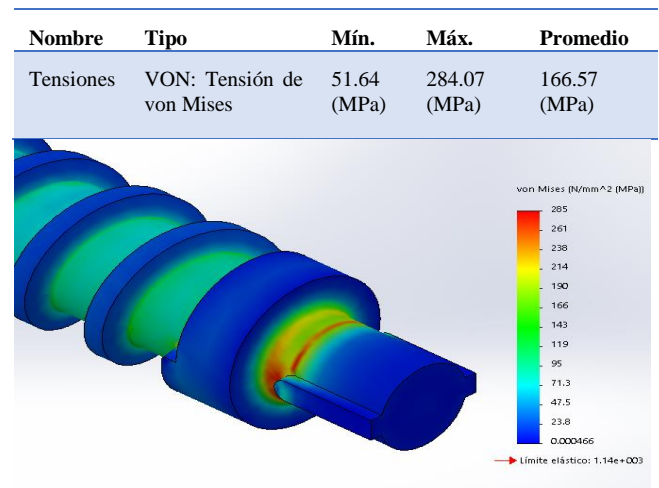 Nombre Tipo Mín. Máx. Promedio
Tensiones VON: Tensión de 51.64 284.07 166.57
von Mises (MPa) (MPa) (MPa)
von Mises (N/mm^2 (MPa))
285
261
238
214
190
166
143
119
95
71.3
47.5
23.8
0.000466
Límite elástico: 1.14e+003